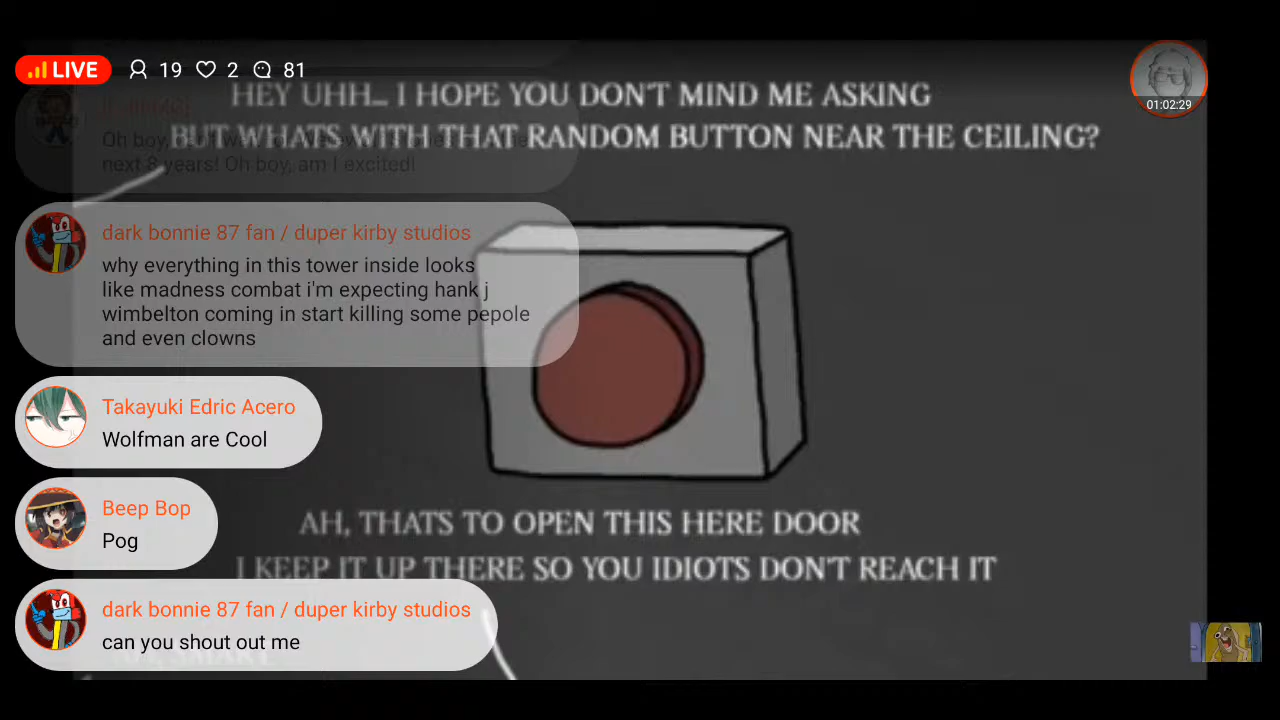 LIVE 19 2 81
01:02:29
HEY UHH... I HOPE YOU DON'T MIND ME ASKING
BUT WHATS WITH THAT RANDOM BUTTON NEAR THE CEILING?
Oh boy,
next 8 years! Oh boy, am I excited!
dark bonnie 87 fan / duper kirby studios
why everything in this tower inside looks
like madness combat i'm expecting hank j
wimbelton coming in start killing some pepole
and even clowns
Takayuki Edric Acero
Wolfman are Cool
Beep Bop
Pog
AH, THATS TO OPEN THIS HERE DOOR
I KEEP IT UP THERE SO YOU IDIOTS DON'T REACH IT
dark bonnie 87 fan / duper kirby studios
can you shout out me